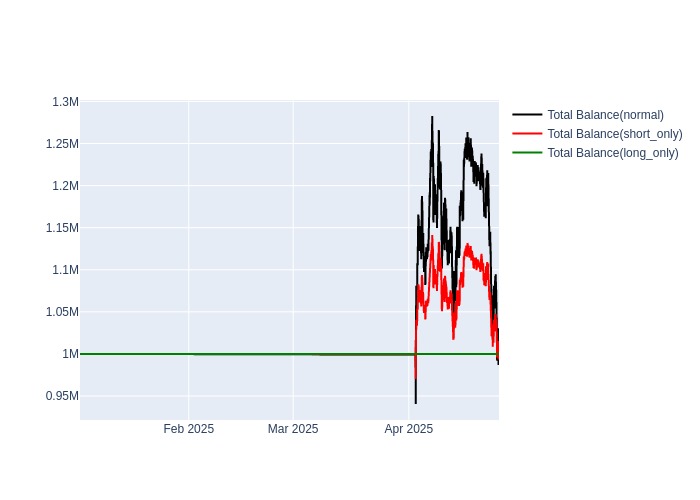 1.3M
1.25M
1.2M
1.15M
1.1M
1.05M
1M
0.95M
Feb 2025 Mar 2025 Apr 2025
Total Balance(normal)
Total Balance(short_only)
Total Balance(long_only)